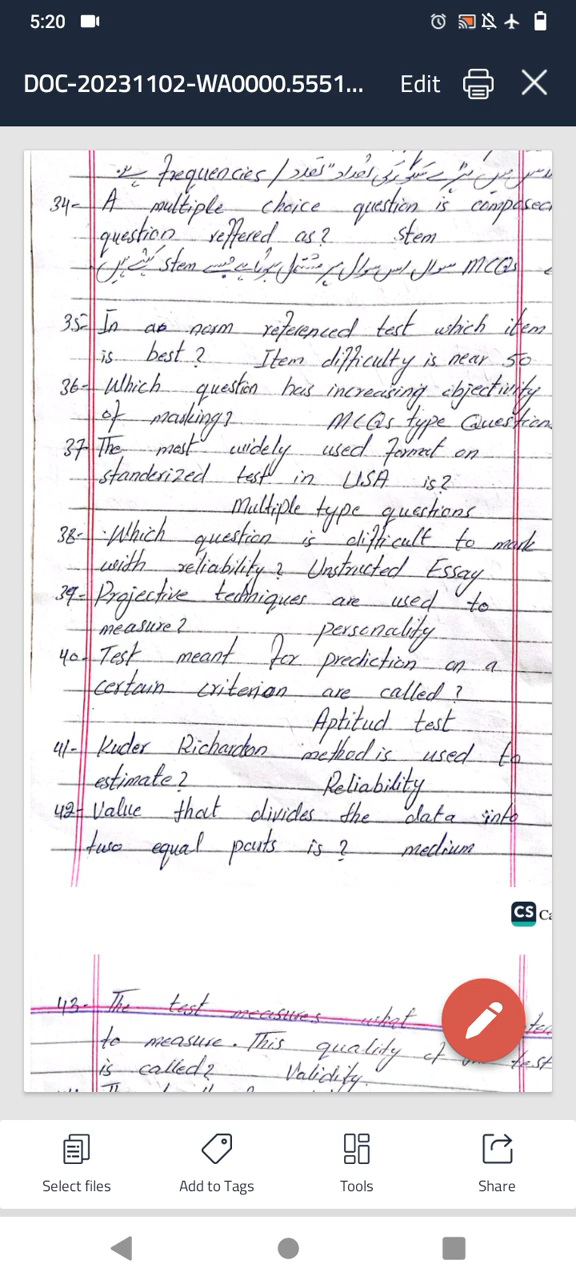 5:20
DOC-20231102-WA0000.5551...
Edit
frequencies /
34- A multiple choice question is composed
question reffered as? Stem
stem MCQs
35- In as norm referenced test which item
is best? Item difficulty is near 50
36- Which question has increasing objectivity
of marking? MCQs type Question
37- The most widely used format on
standerized test in USA is?
Multiple type questions
38- Which question is difficult to mark
with reliability? Unstructed Essay
39- Projective techniques are used to
measure? personality
40- Test meant for prediction on a
certain criterion are called?
Aptitud test
41- Kuder Richardon method is used to
estimate? Reliability
42- Value that divides the data into
two equal parts is? medium
CS Ca
43- The test measures what
to measure. This quality of test
is called? Validity
Select files
Add to Tags
Tools
Share